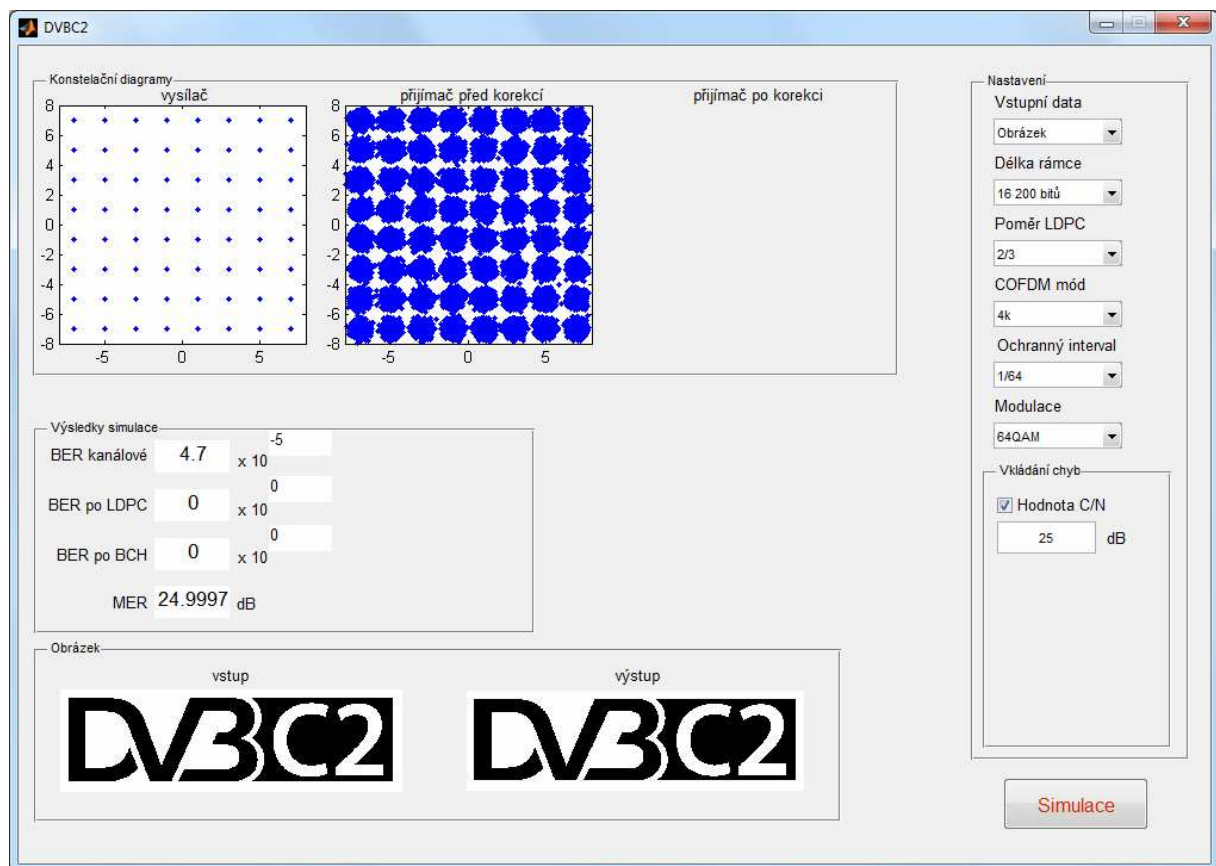 DVBC2
Konstelační diagramy
vysílač
přijímač před korekcí
přijímač po korekci
8
6
4
2
0
-2
-4
-6
-8
-5
0
5
8
6
4
2
0
-2
-4
-6
-8
-5
0
5
Nastavení
Vstupní data
Obrázek
Délka rámce
16 200 bitů
Poměr LDPC
2/3
COFDM mód
4k
Ochranný interval
1/64
Modulace
64QAM
Vkládání chyb
Hodnota C/N
25 dB
Výsledky simulace
BER kanálové 4.7 x 10 -5
BER po LDPC 0 x 10 0
BER po BCH 0 x 10 0
MER 24.9997 dB
Obrázek
vstup
výstup
DVBC2
DVBC2
Simulace